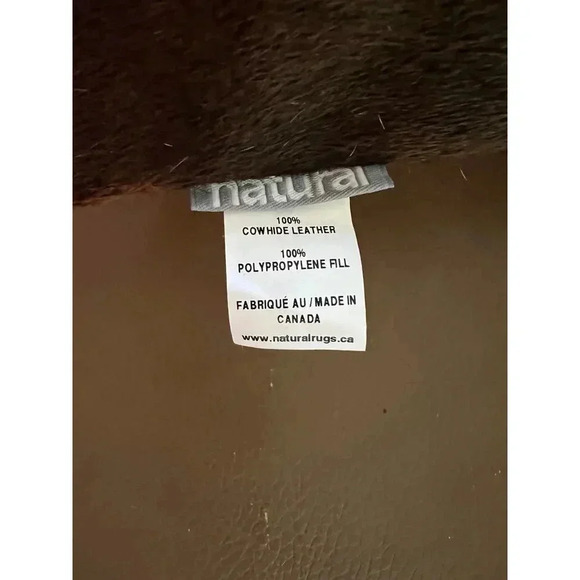 natural
100%
COWHIDE LEATHER
100%
POLYPROPYLENE FILL
FABRIQUÉ AU / MADE IN
CANADA
www.naturalrugs.ca